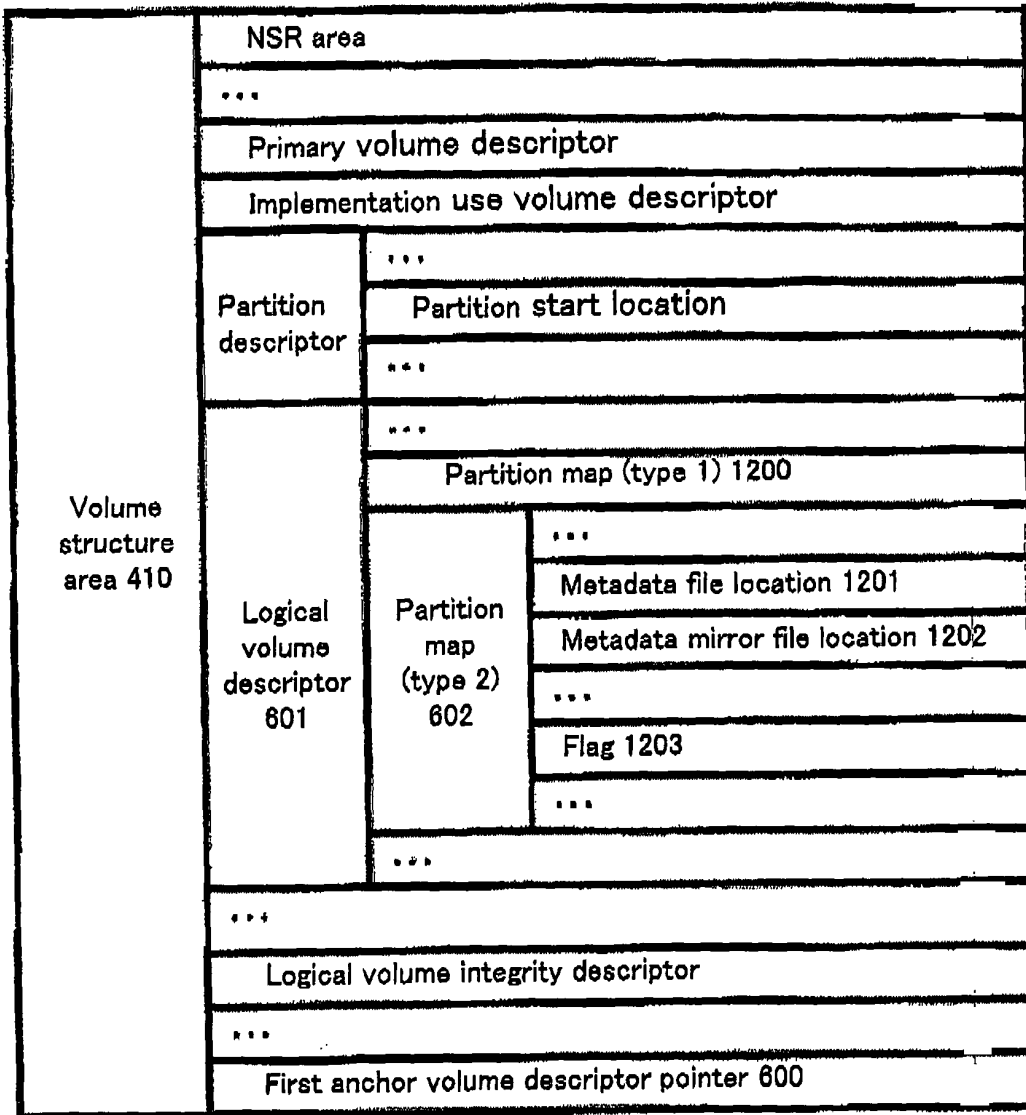 NSR area
...
Primary volume descriptor
Implementation use volume descriptor
...
Partition
descriptor
Partition start location
...
...
Partition map (type 1) 1200
Volume
structure
area 410
Logical
volume
descriptor
601
Partition
map
(type 2)
602
...
Metadata file location 1201
Metadata mirror file location 1202
...
Flag 1203
...
...
...
Logical volume integrity descriptor
...
First anchor volume descriptor pointer 600